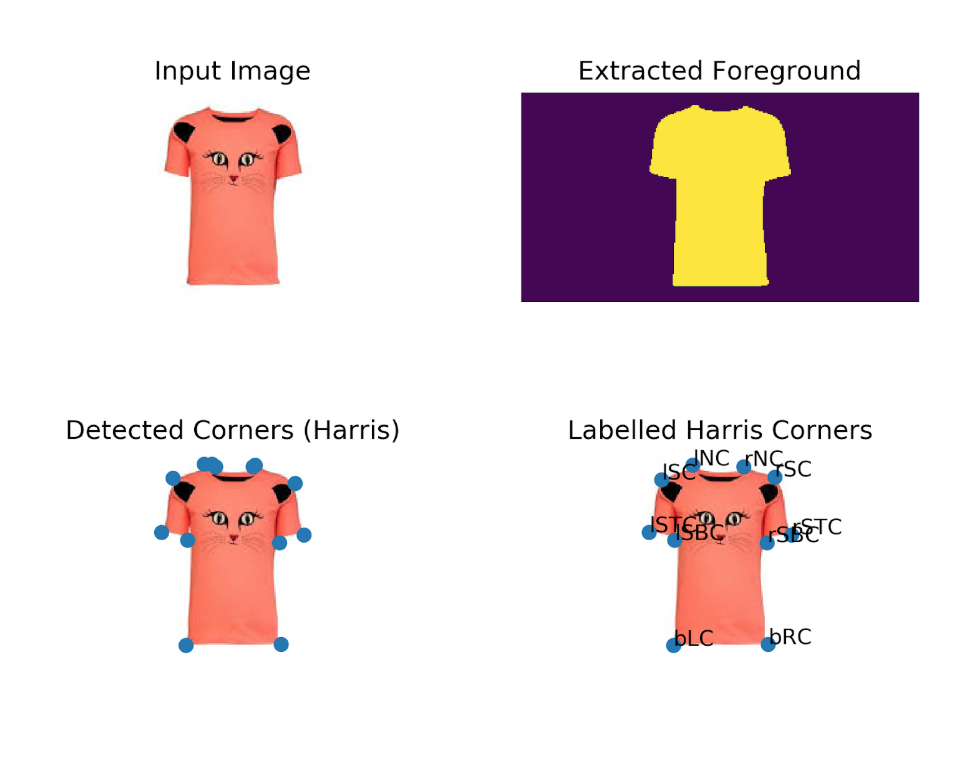 Input Image
Extracted Foreground
Detected Corners (Harris)
Labelled Harris Corners
lNC
rNC
lSC
rSC
lSTC
rSTC
lSBC
rSBC
bLC
bRC